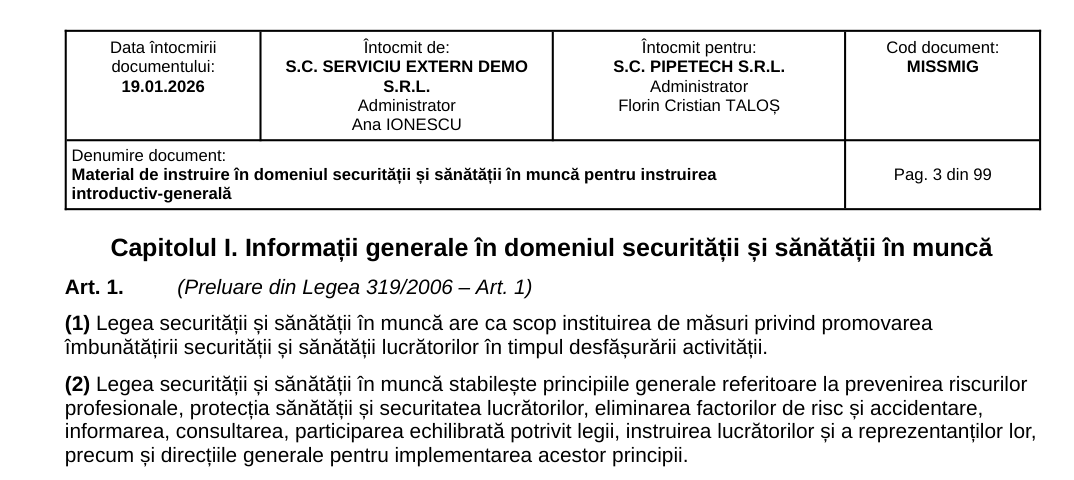 Data întocmirii
documentului:
19.01.2026
Întocmit de:
S.C. SERVICIU EXTERN DEMO
S.R.L.
Administrator
Ana IONESCU
Întocmit pentru:
S.C. PIPETECH S.R.L.
Administrator
Florin Cristian TALOȘ
Cod document:
MISSMIG
Denumire document:
Material de instruire în domeniul securității și sănătății în muncă pentru instruirea
introductiv-generală
Pag. 3 din 99
Capitolul I. Informații generale în domeniul securității și sănătății în muncă
Art. 1. (Preluare din Legea 319/2006 – Art. 1)
(1) Legea securității și sănătății în muncă are ca scop instituirea de măsuri privind promovarea
îmbunătățirii securității și sănătății lucrătorilor în timpul desfășurării activității.
(2) Legea securității și sănătății în muncă stabilește principiile generale referitoare la prevenirea riscurilor
profesionale, protecția sănătății și securitatea lucrătorilor, eliminarea factorilor de risc și accidentare,
informarea, consultarea, participarea echilibrată potrivit legii, instruirea lucrătorilor și a reprezentanților lor,
precum și direcțiile generale pentru implementarea acestor principii.